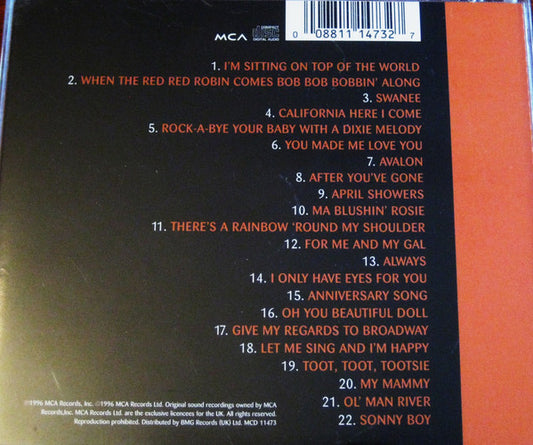 MCA COMPACT disc DIGITAL AUDIO
0 08811 14732 7
1. I'M SITTING ON TOP OF THE WORLD
2. WHEN THE RED RED ROBIN COMES BOB BOB BOBBIN' ALONG
3. SWANEE
4. CALIFORNIA HERE I COME
5. ROCK-A-BYE YOUR BABY WITH A DIXIE MELODY
6. YOU MADE ME LOVE YOU
7. AVALON
8. AFTER YOU'VE GONE
9. APRIL SHOWERS
10. MA BLUSHIN' ROSIE
11. THERE'S A RAINBOW 'ROUND MY SHOULDER
12. FOR ME AND MY GAL
13. ALWAYS
14. I ONLY HAVE EYES FOR YOU
15. ANNIVERSARY SONG
16. OH YOU BEAUTIFUL DOLL
17. GIVE MY REGARDS TO BROADWAY
18. LET ME SING AND I'M HAPPY
19. TOOT, TOOT, TOOTSIE
20. MY MAMMY
21. OL' MAN RIVER
22. SONNY BOY
℗1996 MCA Records, Inc. ©1996 MCA Records Ltd. Original sound recordings owned by MCA
Records,Inc. MCA Records Ltd. are the exclusive licencees for the UK. All rights reserved.
Reproduction prohibited. Distributed by BMG Records (UK) Ltd. MCD 11473